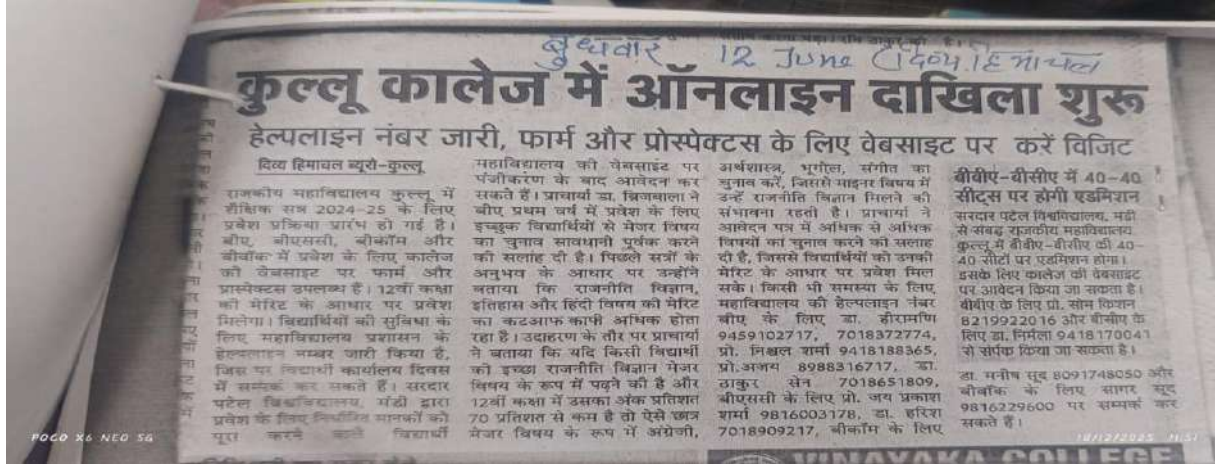 बुधवार 12 June
कुल्लू कालेज में ऑनलाइन दाखिला शुरू
हेल्पलाइन नंबर जारी, फार्म और प्रोस्पेक्टस के लिए वेबसाइट पर करें विजिट
दिव्य हिमाचल ब्यूरो-कुल्लू
राजकीय महाविद्यालय कुल्लू में
शैक्षिक सत्र 2024-25 के लिए
प्रवेश प्रक्रिया प्रारंभ हो गई है।
बीए, बीएससी, बीकॉम और
बीवॉक में प्रवेश के लिए कालेज
की वेबसाइट पर फार्म और
प्रास्पेक्टस उपलब्ध हैं। 12वीं कक्षा
की मेरिट के आधार पर प्रवेश
मिलेगा। विद्यार्थियों की सुविधा के
लिए महाविद्यालय प्रशासन के
हेल्पलाइन नम्बर जारी किया है,
जिस पर विद्यार्थी कार्यालय दिवस
में सम्पर्क कर सकते हैं। सरदार
पटेल विश्वविद्यालय, मंडी द्वारा
प्रवेश के लिए निर्धारित मानकों को
पूरा करने वाले विद्यार्थी
महाविद्यालय की वेबसाइट पर
पंजीकरण के बाद आवेदन कर
सकते हैं। प्राचार्या डा. ब्रिजबाला ने
बीए प्रथम वर्ष में प्रवेश के लिए
इच्छुक विद्यार्थियों से मेजर विषय
का चुनाव सावधानी पूर्वक करने
की सलाह दी है। पिछले सत्रों के
अनुभव के आधार पर उन्होंने
बताया कि राजनीति विज्ञान,
इतिहास और हिंदी विषय की मेरिट
का कटआफ काफी अधिक होता
रहा है। उदाहरण के तौर पर प्राचार्या
ने बताया कि यदि किसी विद्यार्थी
की इच्छा राजनीति विज्ञान मेजर
विषय के रूप में पढ़ने की है और
12वीं कक्षा में उसका अंक प्रतिशत
70 प्रतिशत से कम है तो ऐसे छात्र
मेजर विषय के रूप में अंग्रेजी,
अर्थशास्त्र, भूगोल, संगीत का
चुनाव करें, जिससे माइनर विषय में
उन्हें राजनीति विज्ञान मिलने की
संभावना रहती है। प्राचार्या ने
आवेदन पत्र में अधिक से अधिक
विषयों का चुनाव करने की सलाह
दी है, जिससे विद्यार्थियों को उनकी
मेरिट के आधार पर प्रवेश मिल
सके। किसी भी समस्या के लिए
महाविद्यालय की हेल्पलाइन नंबर
बीए के लिए डा. हीरामणि
9459102717, 7018372774,
प्रो. निश्चल शर्मा 9418188365,
प्रो.अजय 8988316717, डा.
ठाकुर सेन 7018651809,
बीएससी के लिए प्रो. जय प्रकाश
शर्मा 9816003178, डा. हरिश
7018909217, बीकॉम के लिए
बीबीए-बीसीए में 40-40
सीट्स पर होगी एडमिशन
सरदार पटेल विश्वविद्यालय, मंडी
से संबद्ध राजकीय महाविद्यालय
कुल्लू में बीबीए-बीसीए की 40-
40 सीटों पर एडमिशन होगा।
इसके लिए कालेज की वेबसाइट
पर आवेदन किया जा सकता है।
बीबीए के लिए प्रो. सोम किशन
8219922016 और बीसीए के
लिए डा. निर्मला 9418170041
से संर्पक किया जा सकता है।
डा. मनीष सूद 8091748050 और
बीवॉक के लिए सागर सूद
9816229600 पर सम्पर्क कर
सकते हैं।
VINAYAKA COLLEGE
POCO X6 NEO 5G
18/12/2025 11:51